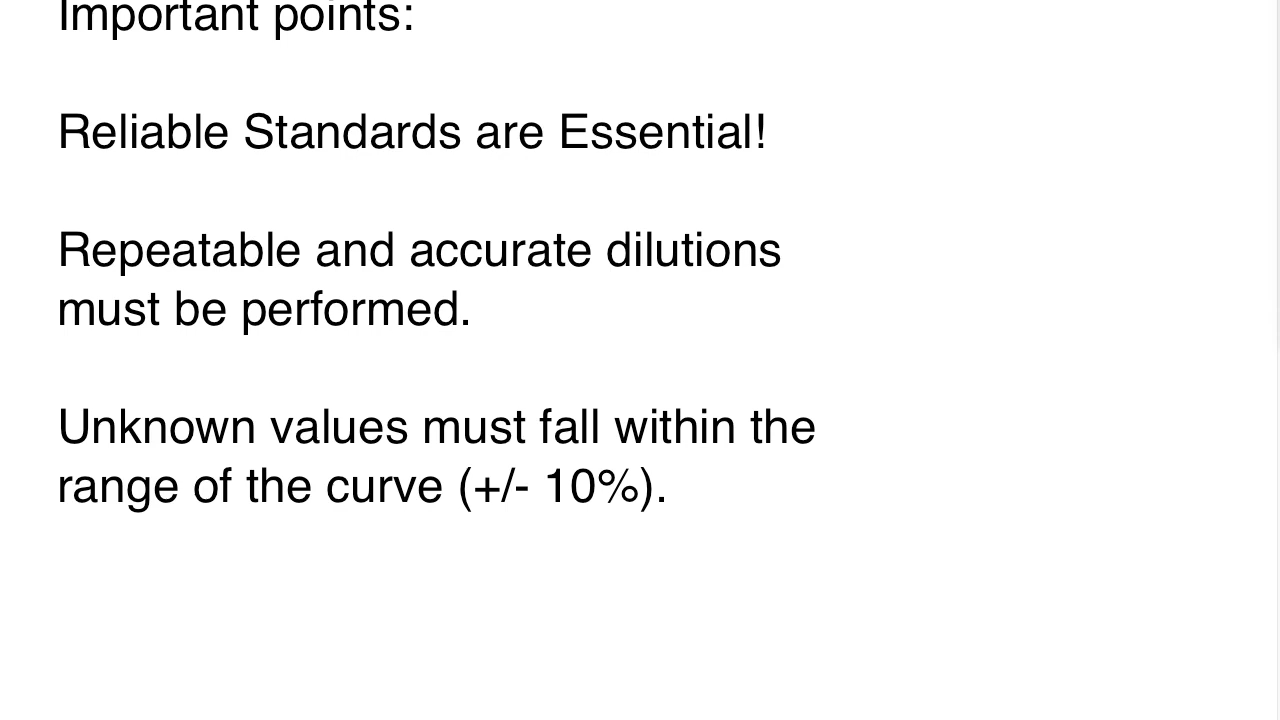 Important points:
Reliable Standards are Essential!
Repeatable and accurate dilutions
must be performed.
Unknown values must fall within the
range of the curve (+/- 10%).